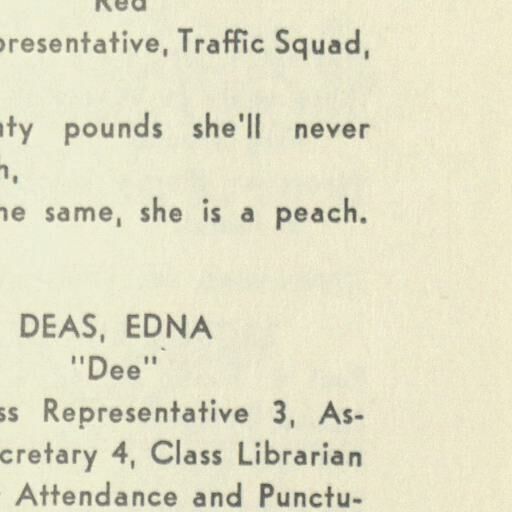 Red
presentative, Traffic Squad,
nty pounds she'll never
h,
he same, she is a peach.
DEAS, EDNA
"Dee"
ss Representative 3, As-
cretary 4, Class Librarian
Attendance and Punctu-